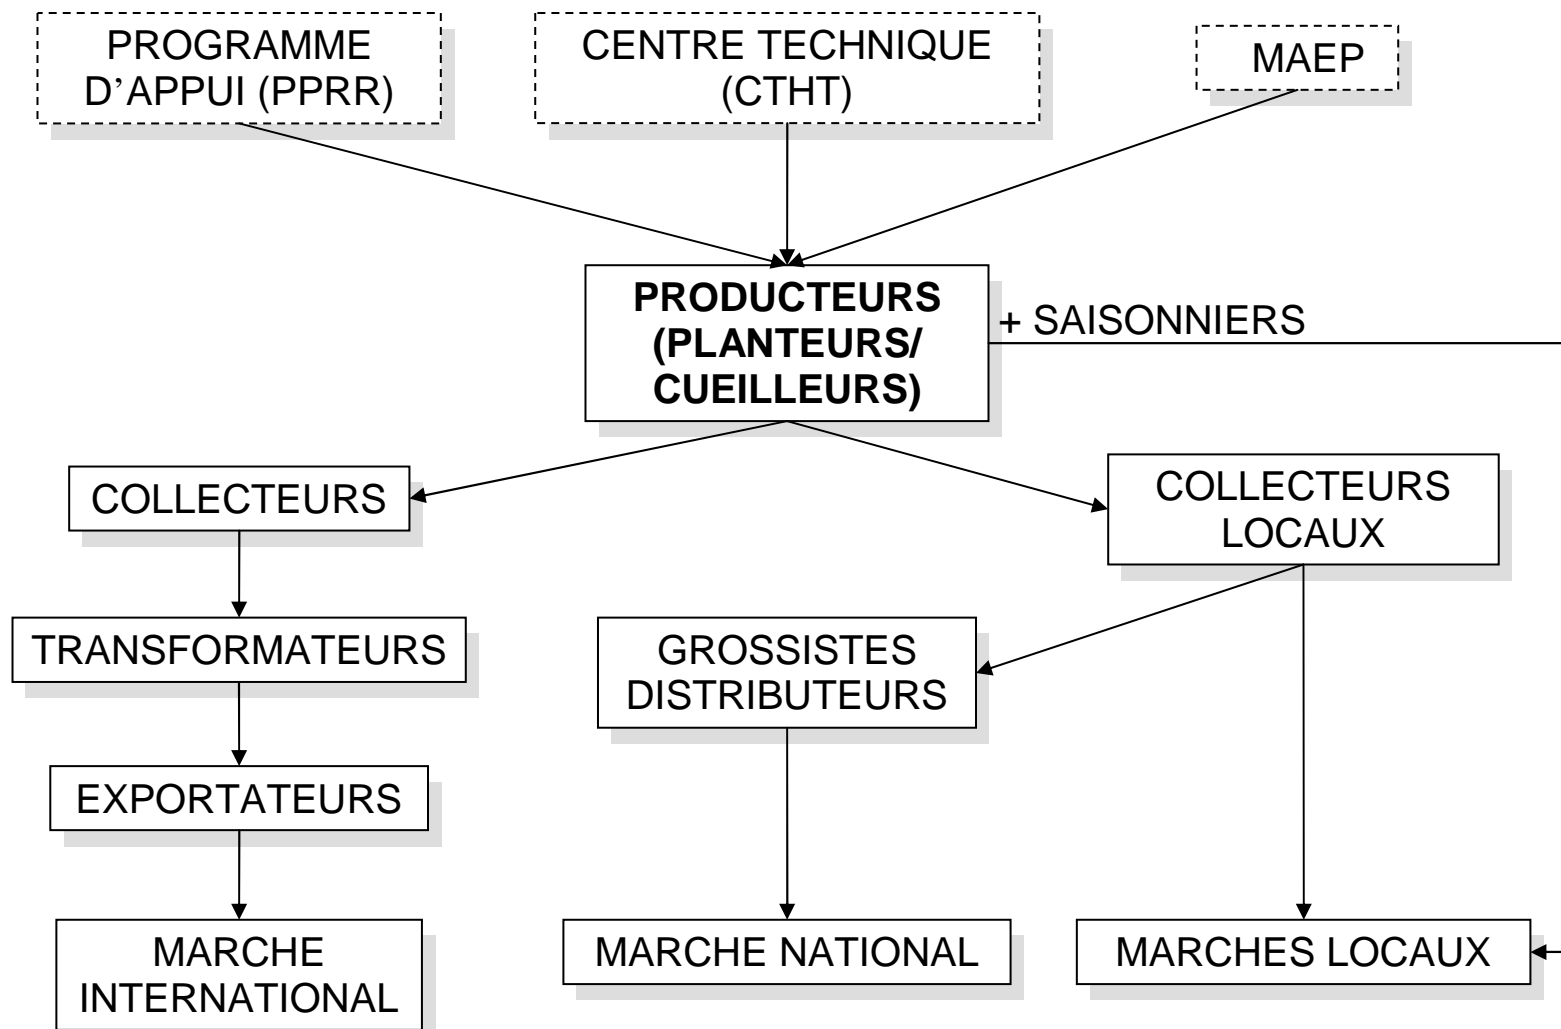 PROGRAMME
D'APPUI (PPRR)
CENTRE TECHNIQUE
(CTHT)
MAEP
PRODUCTEURS
(PLANTEURS/
CUEILLEURS)
+ SAISONNIERS
COLLECTEURS
COLLECTEURS
LOCAUX
TRANSFORMATEURS
GROSSISTES
DISTRIBUTEURS
EXPORTATEURS
MARCHE
INTERNATIONAL
MARCHE NATIONAL
MARCHES LOCAUX